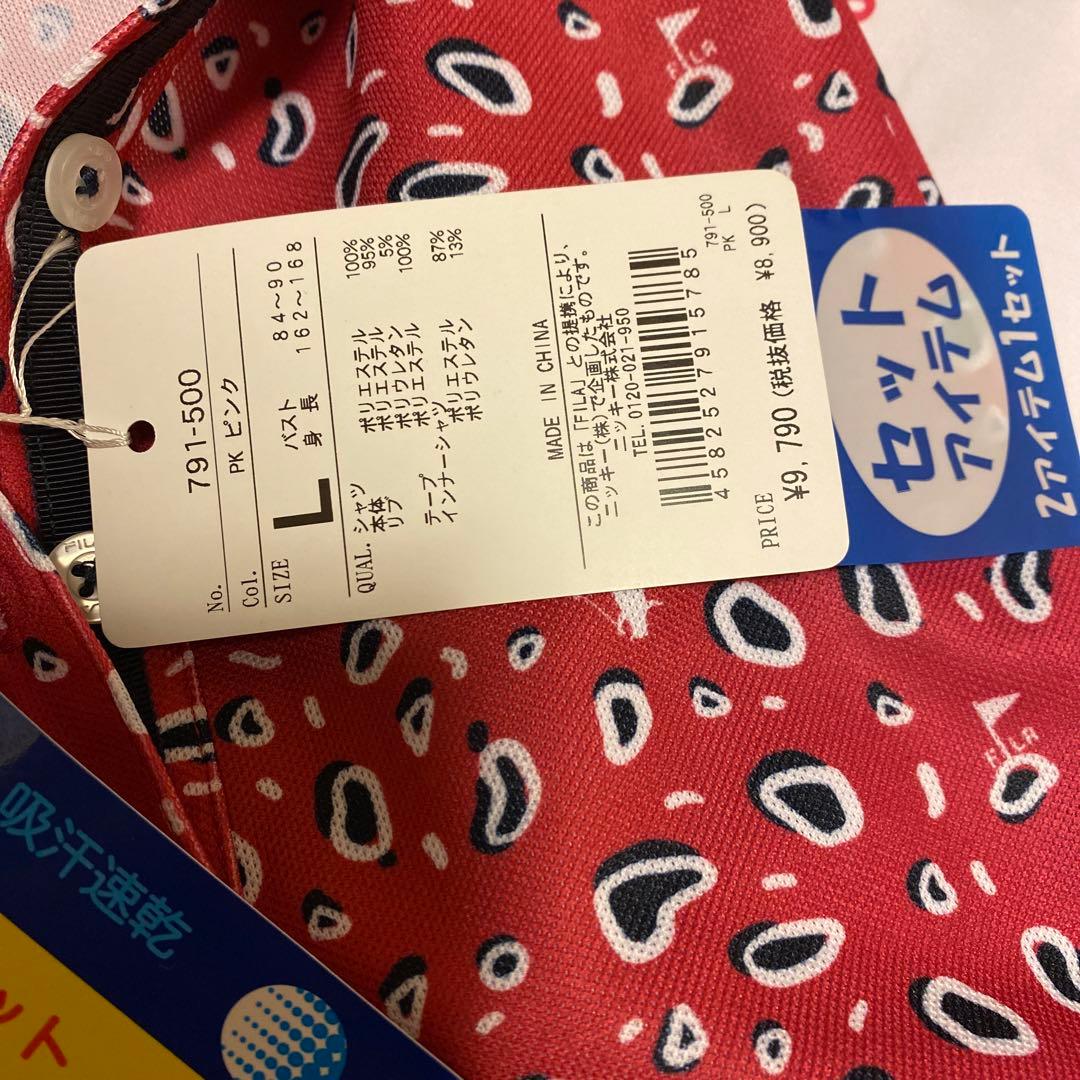 No. 791-500
Col. PK ピンク
SIZE L バスト 84~90
身 長 162~168
QUAL. シャツ
本体 ポリエステル 100%
リブ ポリエステル 95%
ポリウレタン 5%
テープ ポリエステル 100%
インナーシャツ
ポリエステル 87%
ポリウレタン 13%
MADE IN CHINA
この商品は「FILA」との提携により、
ニッキー(株)で企画したものです。
ニッキー株式会社
TEL. 0120-021-950
4582527915785
791-500
PK L
PRICE ¥9,790 (税抜価格 ¥8,900)
セット
アイテム
2アイテム1セット
吸汗速乾
ット
FILA
FILA